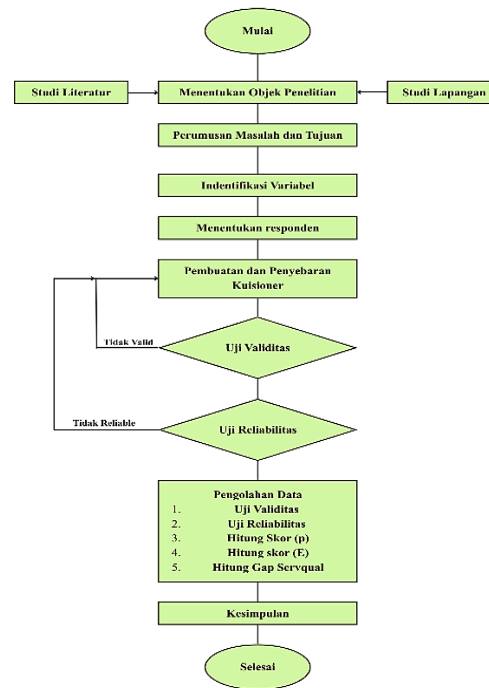 Mulai
Studi Literatur
Menentukan Objek Penelitian
Studi Lapangan
Perumusan Masalah dan Tujuan
Indentifikasi Variabel
Menentukan responden
Pembuatan dan Penyebaran
Kuisioner
Tidak Valid
Uji Validitas
Tidak Reliable
Uji Reliabilitas
Pengolahan Data
1. Uji Validitas
2. Uji Reliabilitas
3. Hitung Skor (p)
4. Hitung skor (E)
5. Hitung Gap Servqual
Kesimpulan
Selesai